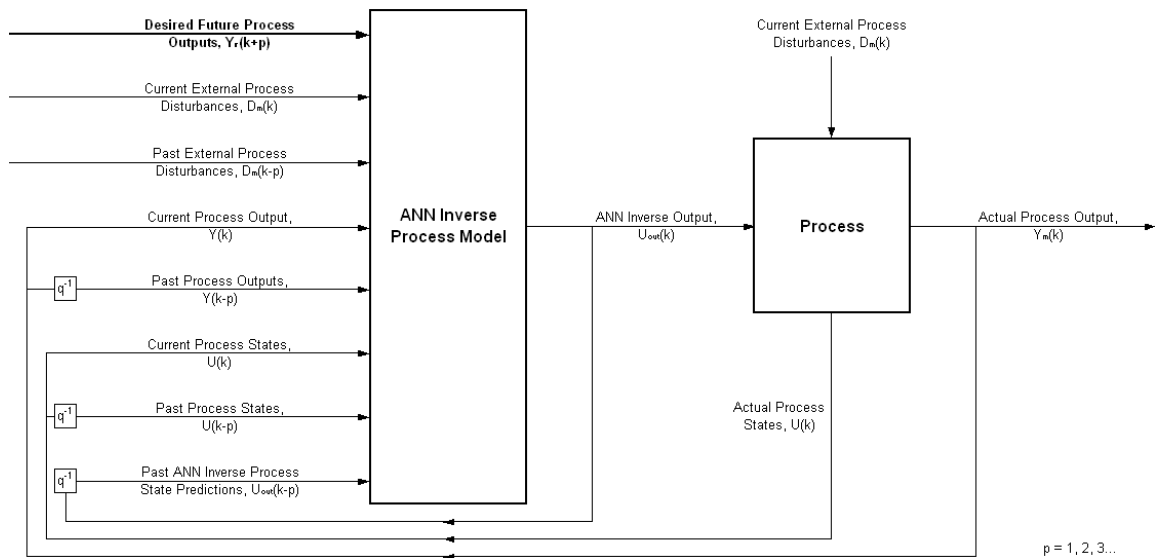 Desired Future Process
Outputs, Yr(k+p)
Current External Process
Disturbances, Dm(k)
Past External Process
Disturbances, Dm(k-p)
Current Process Output,
Y(k)
q-1
Past Process Outputs,
Y(k-p)
Current Process States,
U(k)
q-1
Past Process States,
U(k-p)
q-1
Past ANN Inverse Process
State Predictions, Uout(k-p)
ANN Inverse
Process Model
ANN Inverse Output,
Uout(k)
Current External Process
Disturbances, Dm(k)
Process
Actual Process Output,
Ym(k)
Actual Process
States, U(k)
p = 1, 2, 3...